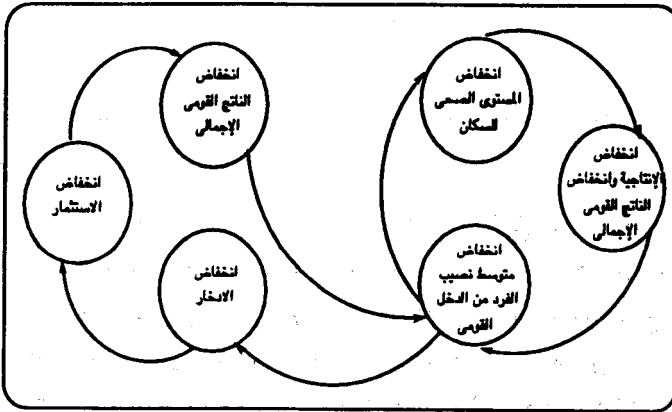 انخفاض
المستوى الصحى
للسكان
انخفاض
الإنتاجية وانخفاض
الناتج القومى
الإجمالى
انخفاض
متوسط نصيب
الفرد من الدخل
القومى
انخفاض
الناتج القومى
الإجمالى
انخفاض
الاستثمار
انخفاض
الادخار